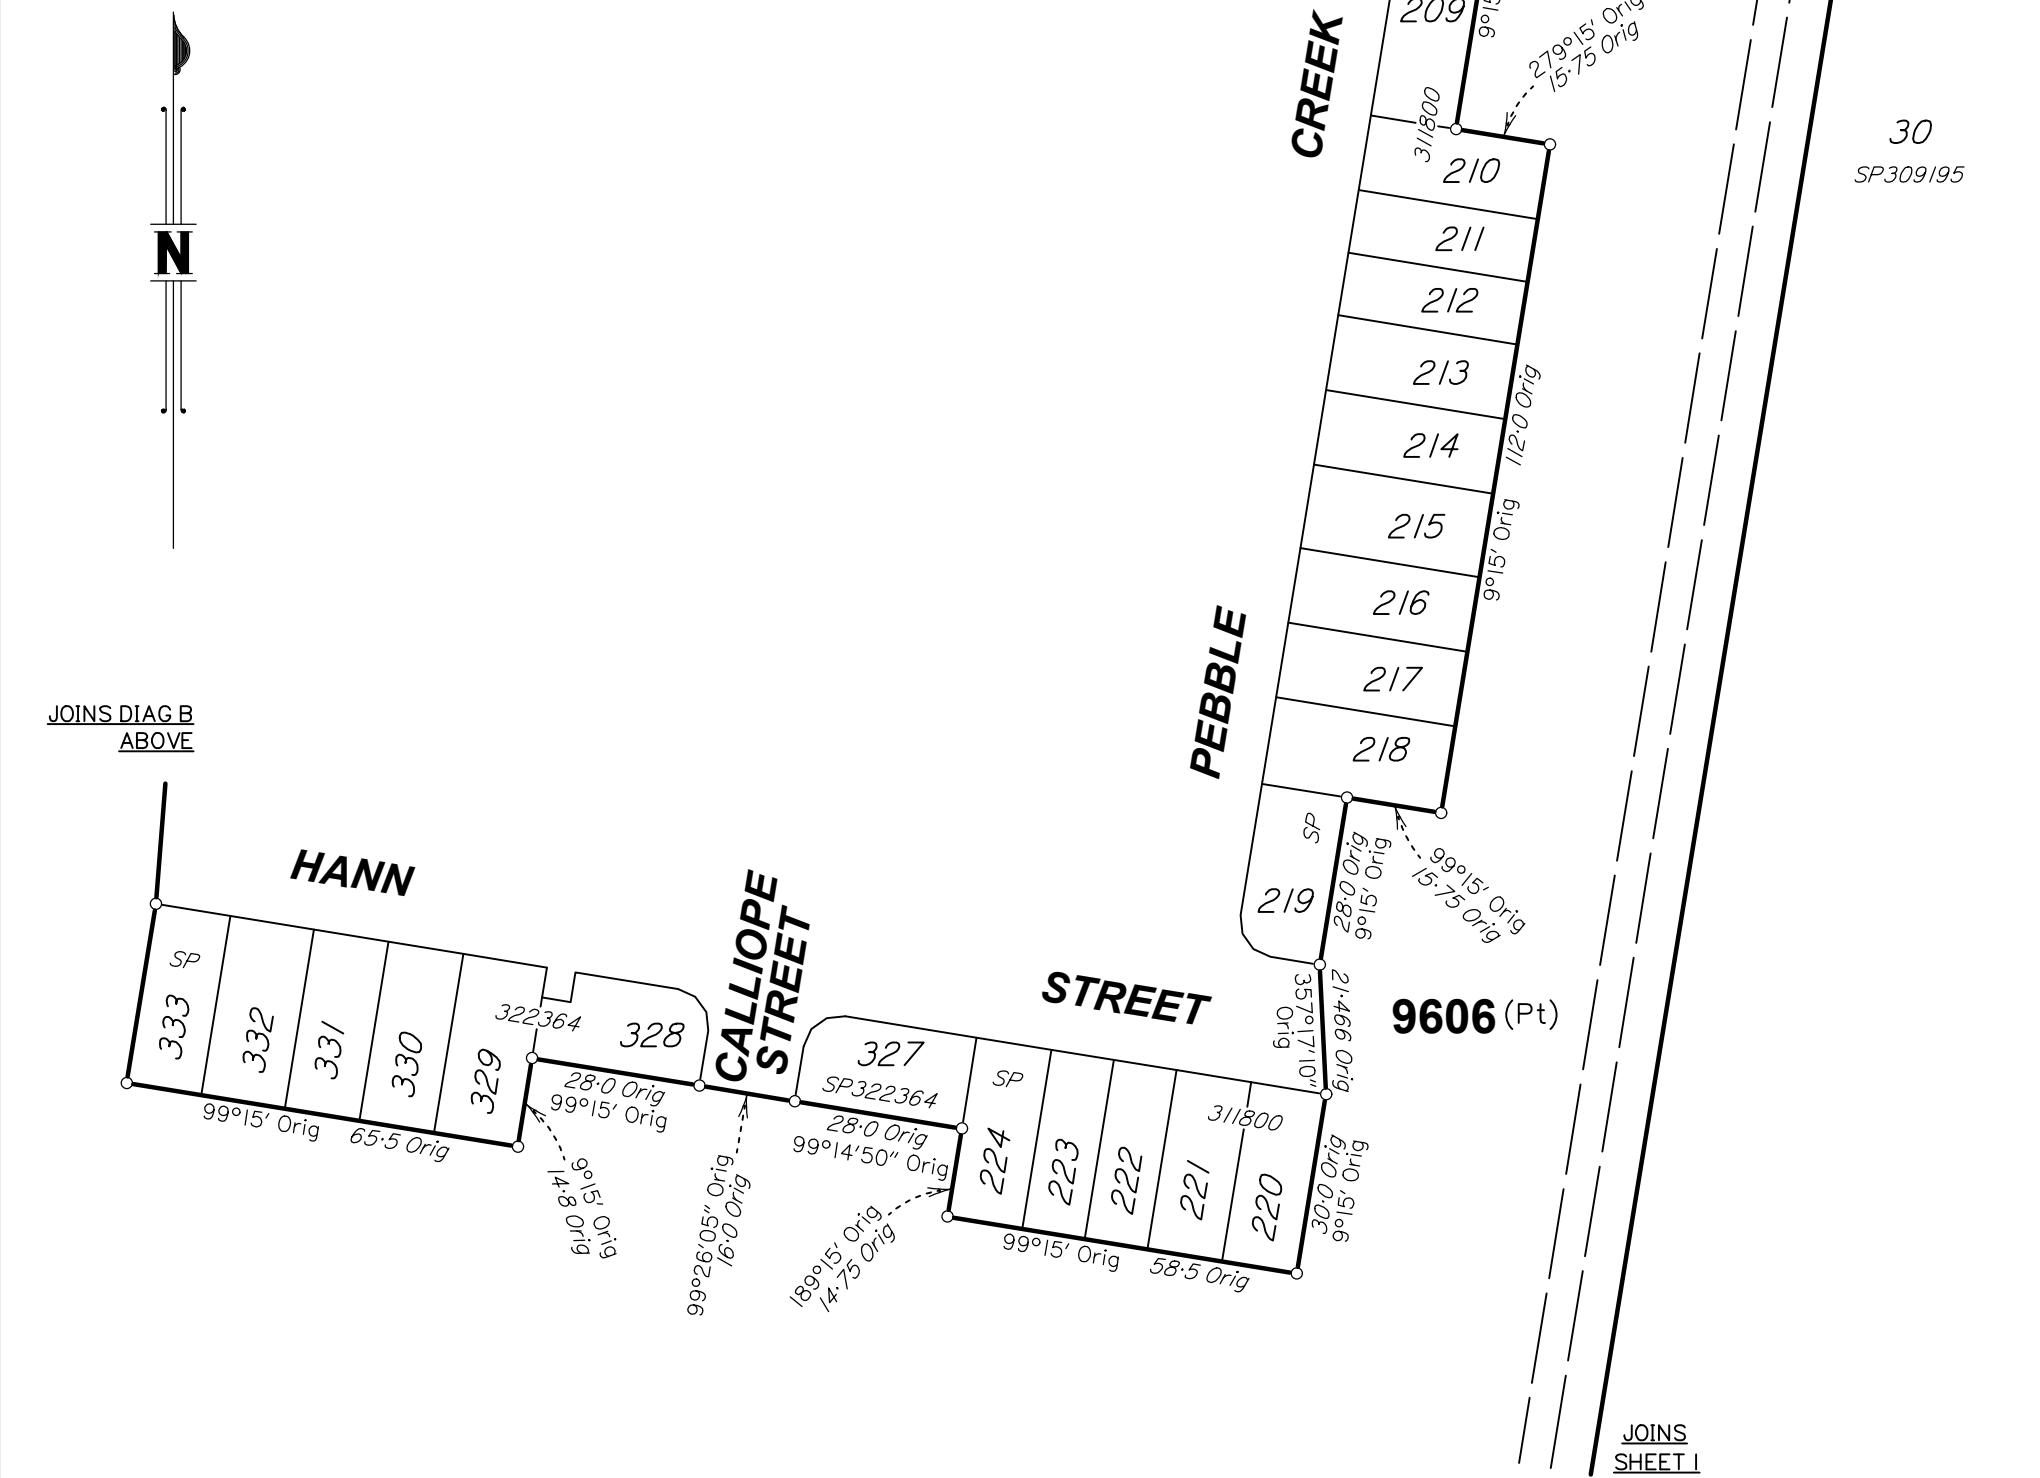 209
9°15'
279°15' Orig
15·75 Orig
CREEK
311800
30
SP309195
210
N
211
212
213
112·0 Orig
214
9°15' Orig
215
216
PEBBLE
217
JOINS DIAG B
ABOVE
218
SP
28·0 Orig
9°15' Orig
99°15' Orig
15·75 Orig
219
HANN
CALLIOPE
STREET
STREET
357°17'10"
Orig
21·466 Orig
9606 (Pt)
SP
322364
333
332
331
330
329
328
327
SP322364
SP
311800
224
223
222
221
220
99°15' Orig
65·5 Orig
28·0 Orig
99°15' Orig
9°15' Orig
14·8 Orig
99°26'05" Orig
16·0 Orig
28·0 Orig
99°14'50" Orig
189°15' Orig
14·75 Orig
99°15' Orig
58·5 Orig
30·0 Orig
9°15' Orig
JOINS
SHEET 1